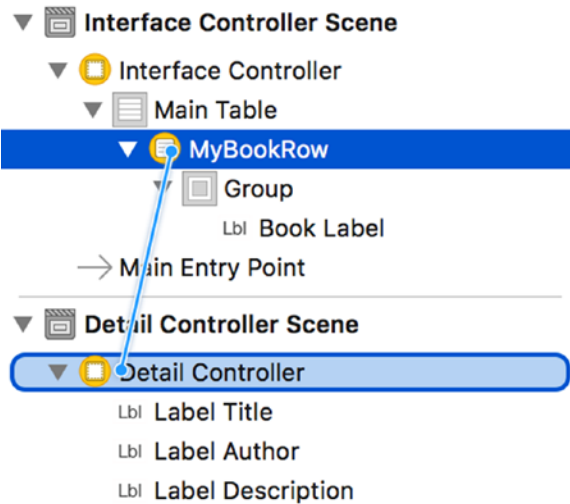 Interface Controller Scene
Interface Controller
Main Table
MyBookRow
Group
Lbl Book Label
Main Entry Point
Detail Controller Scene
Detail Controller
Lbl Label Title
Lbl Label Author
Lbl Label Description